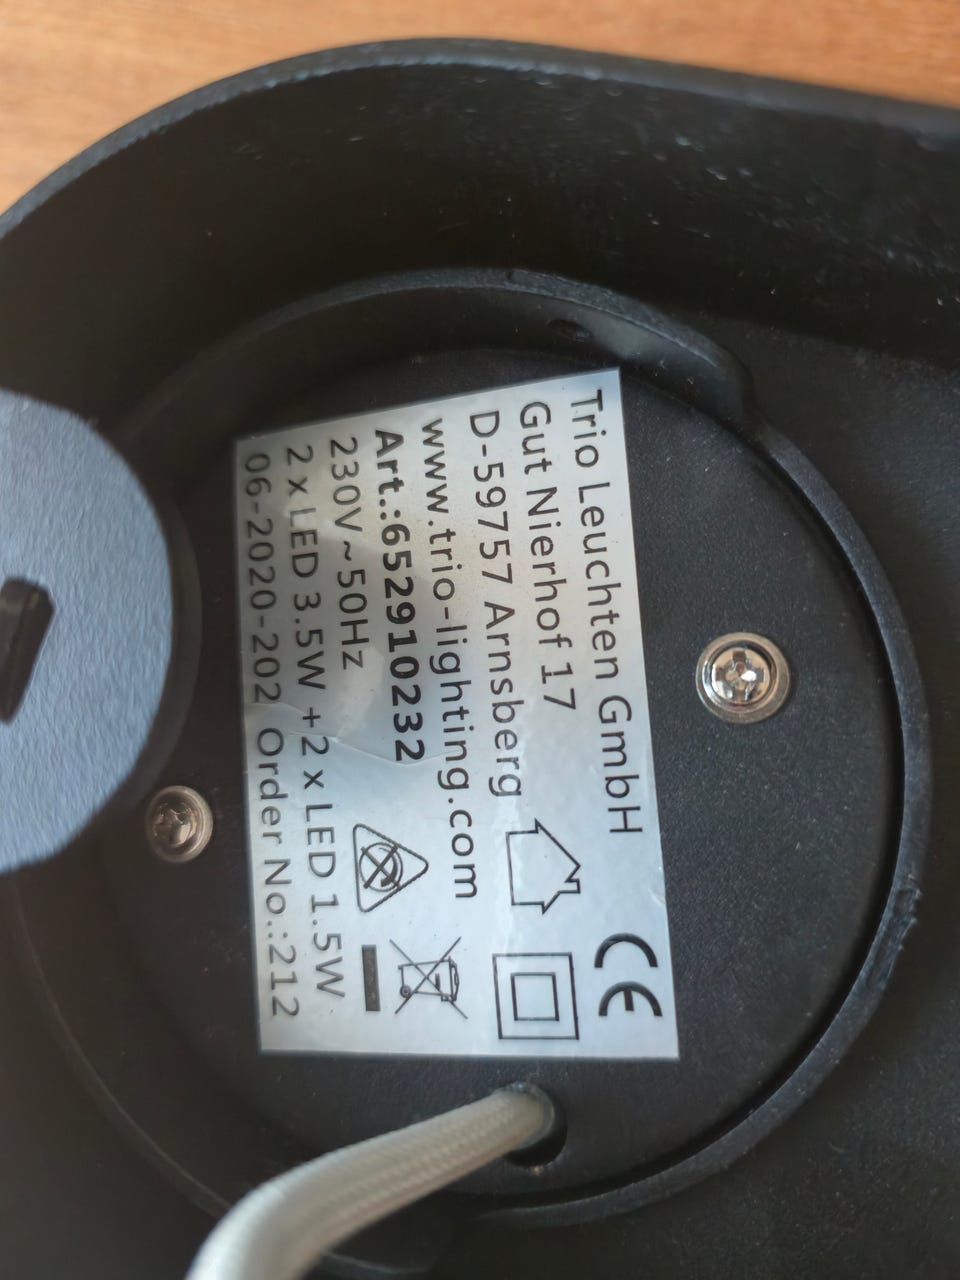 Trio Leuchten GmbH
Gut Nierhof 17
D-59757 Arnsberg
www.trio-lighting.com
Art.:652910232
230V~50Hz
2 x LED 3.5W +2 x LED 1.5W
06-2020-202 Order No.:2112
CE